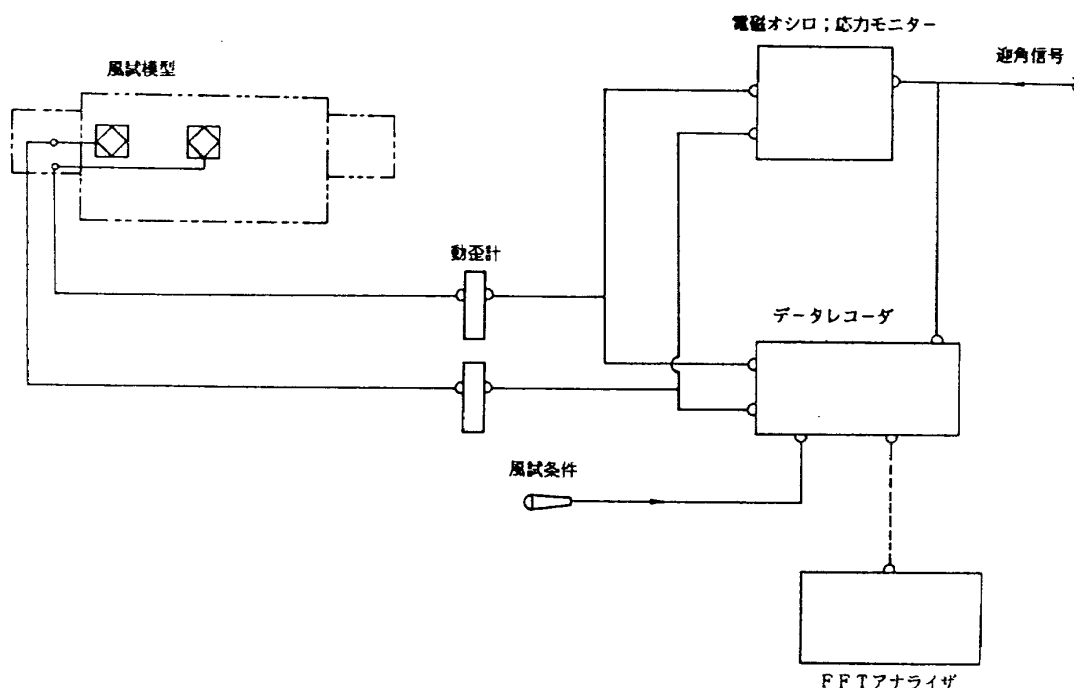 電磁オシロ；応力モニター
迎角信号
風試模型
動歪計
データレコーダ
風試条件
FFTアナライザ